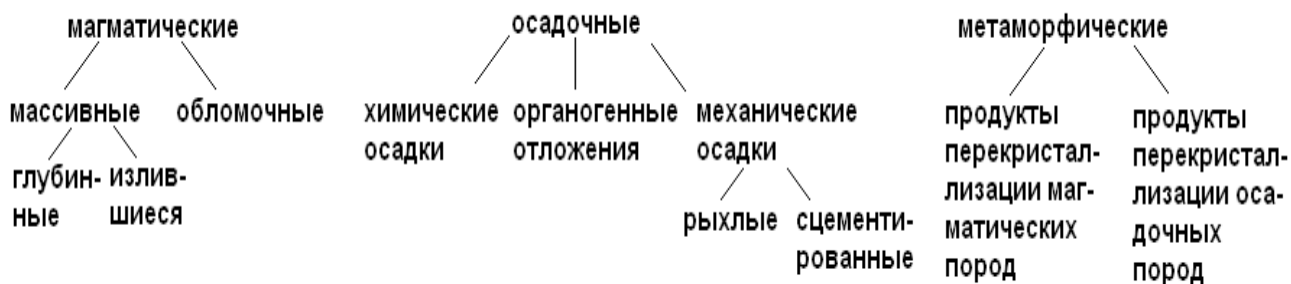 магматические
массивные
обломочные
глубин-
ные
излив-
шиеся
осадочные
химические
осадки
органогенные
отложения
механические
осадки
рыхлые
сцементи-
рованные
метаморфические
продукты
перекристал-
лизации маг-
матических
пород
продукты
перекристал-
лизации оса-
дочных
пород